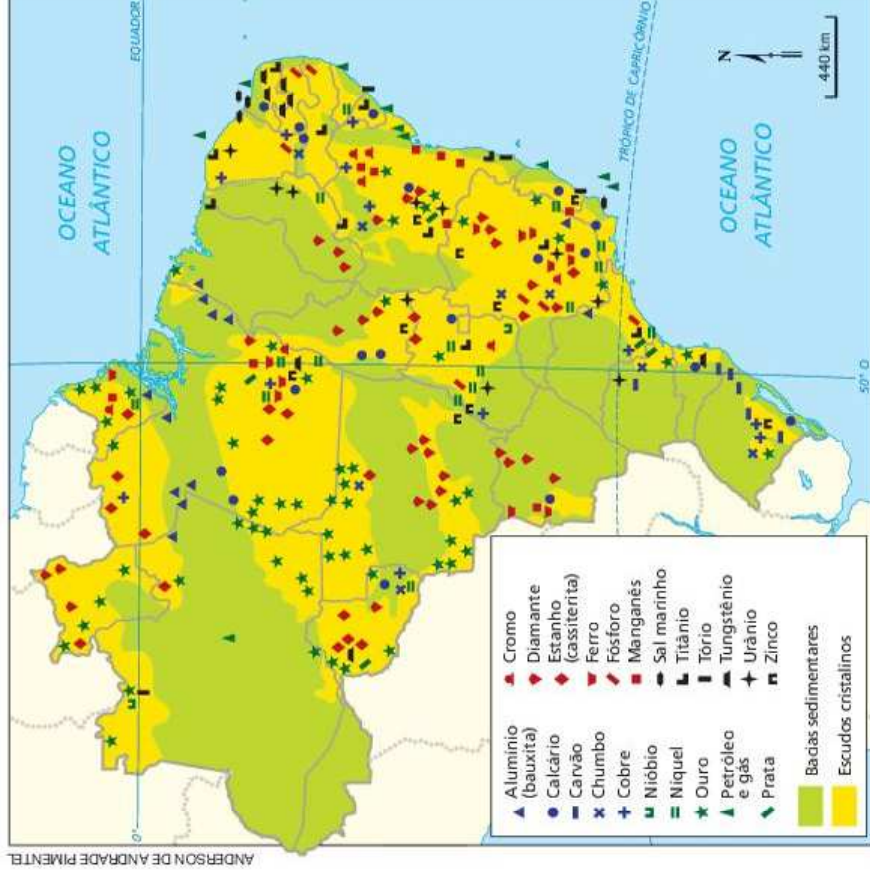 OCEANO
ATLÂNTICO
EQUADOR
0°
TRÓPICO DE CAPRICÓRNIO
OCEANO
ATLÂNTICO
N
440 km
50° O
Alumínio
(bauxita)
Calcário
Carvão
Chumbo
Cobre
Nióbio
Níquel
Ouro
Petróleo
e gás
Prata
Cromo
Diamante
Estanho
(cassiterita)
Ferro
Fósforo
Manganês
Sal marinho
Titânio
Tório
Tungstênio
Urânio
Zinco
Bacias sedimentares
Escudos cristalinos
ANDERSON DE ANDRADE PIMENTEL